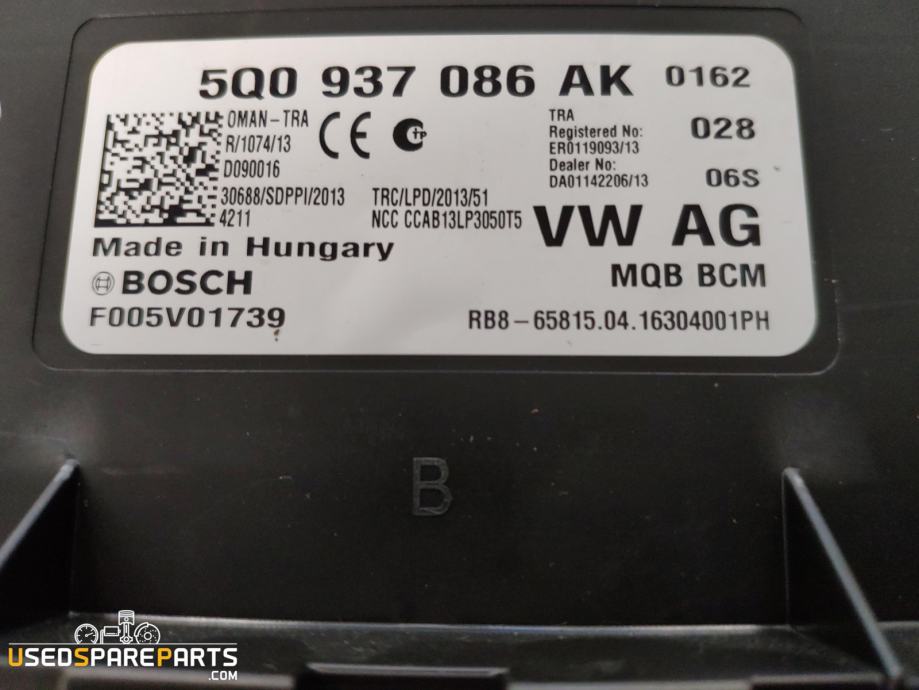 5Q0 937 086 AK 0162
OMAN-TRA
R/1074/13
D090016
30688/SDPPI/2013
4211
CE
TP
TRC/LPD/2013/51
NCC CCAB13LP3050T5
TRA
Registered No:
ER0119093/13
Dealer No:
DA01142206/13
028
06S
VW AG
Made in Hungary
BOSCH
MQB BCM
F005V01739
RB8-65815.04.16304001PH
B
USEDSPAREPARTS
.COM